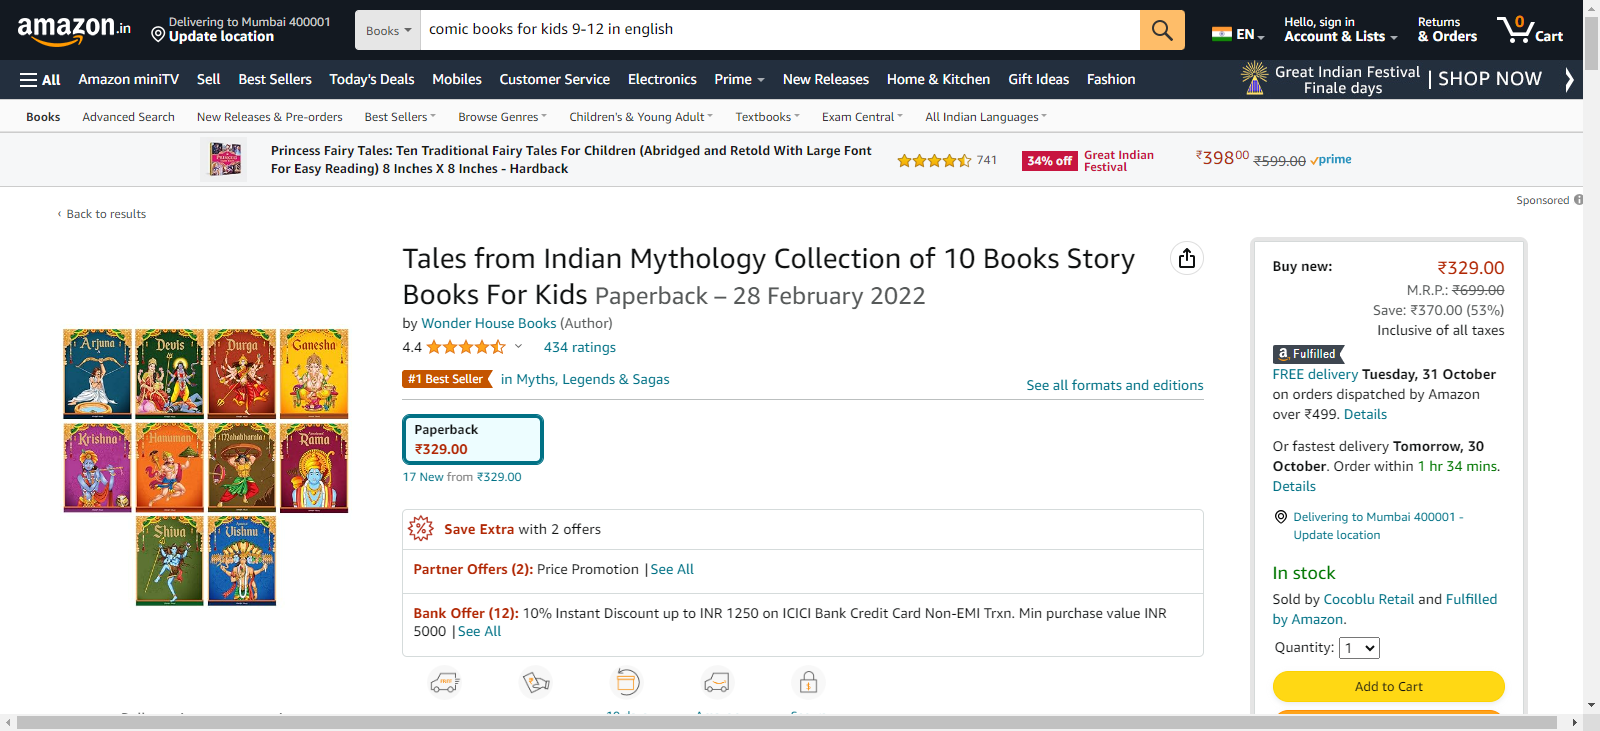 amazon.in
Delivering to Mumbai 400001
Update location
Books
comic books for kids 9-12 in english
EN
Hello, sign in
Account & Lists
Returns
& Orders
0
Cart
All
Amazon miniTV
Sell
Best Sellers
Today's Deals
Mobiles
Customer Service
Electronics
Prime
New Releases
Home & Kitchen
Gift Ideas
Fashion
Great Indian Festival
Finale days
SHOP NOW
Books
Advanced Search
New Releases & Pre-orders
Best Sellers
Browse Genres
Children's & Young Adult
Textbooks
Exam Central
All Indian Languages
Princess Fairy Tales: Ten Traditional Fairy Tales For Children (Abridged and Retold With Large Font
For Easy Reading) 8 Inches X 8 Inches - Hardback
741
34% off
Great Indian
Festival
₹39800 ₹599.00 prime
Sponsored
‹ Back to results
Tales from Indian Mythology Collection of 10 Books Story
Books For Kids Paperback – 28 February 2022
by Wonder House Books (Author)
4.4
434 ratings
#1 Best Seller in Myths, Legends & Sagas
See all formats and editions
Arjuna
Devis
Durga
Ganesha
Krishna
Hanuman
Mahabharata
Rama
Shiva
Vishnu
Paperback
₹329.00
17 New from ₹329.00
Save Extra with 2 offers
Partner Offers (2): Price Promotion | See All
Bank Offer (12): 10% Instant Discount up to INR 1250 on ICICI Bank Credit Card Non-EMI Trxn. Min purchase value INR
5000 | See All
Buy new:
₹329.00
M.R.P.: ₹699.00
Save: ₹370.00 (53%)
Inclusive of all taxes
a Fulfilled
FREE delivery Tuesday, 31 October
on orders dispatched by Amazon
over ₹499. Details
Or fastest delivery Tomorrow, 30
October. Order within 1 hr 34 mins.
Details
Delivering to Mumbai 400001 -
Update location
In stock
Sold by Cocoblu Retail and Fulfilled
by Amazon.
Quantity: 1
Add to Cart